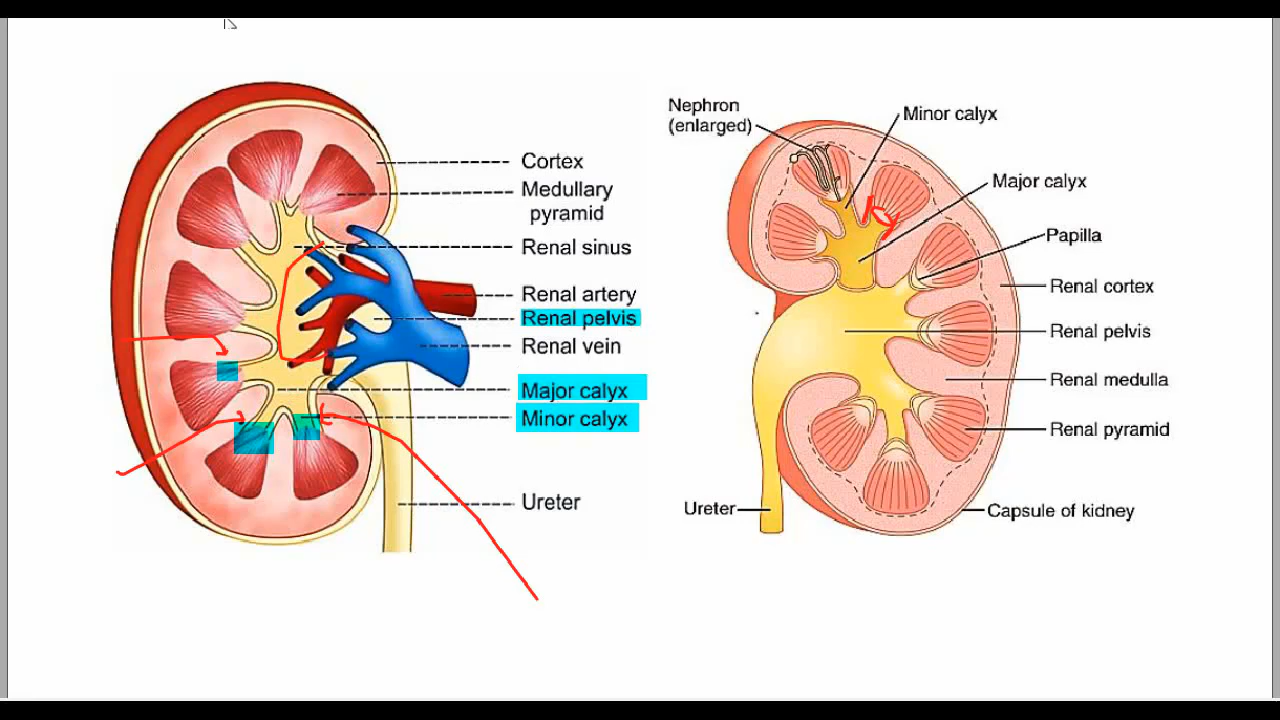 Cortex
Medullary
pyramid
Renal sinus
Renal artery
Renal pelvis
Renal vein
Major calyx
Minor calyx
Ureter
Nephron
(enlarged)
Minor calyx
Major calyx
Papilla
Renal cortex
Renal pelvis
Renal medulla
Renal pyramid
Ureter
Capsule of kidney